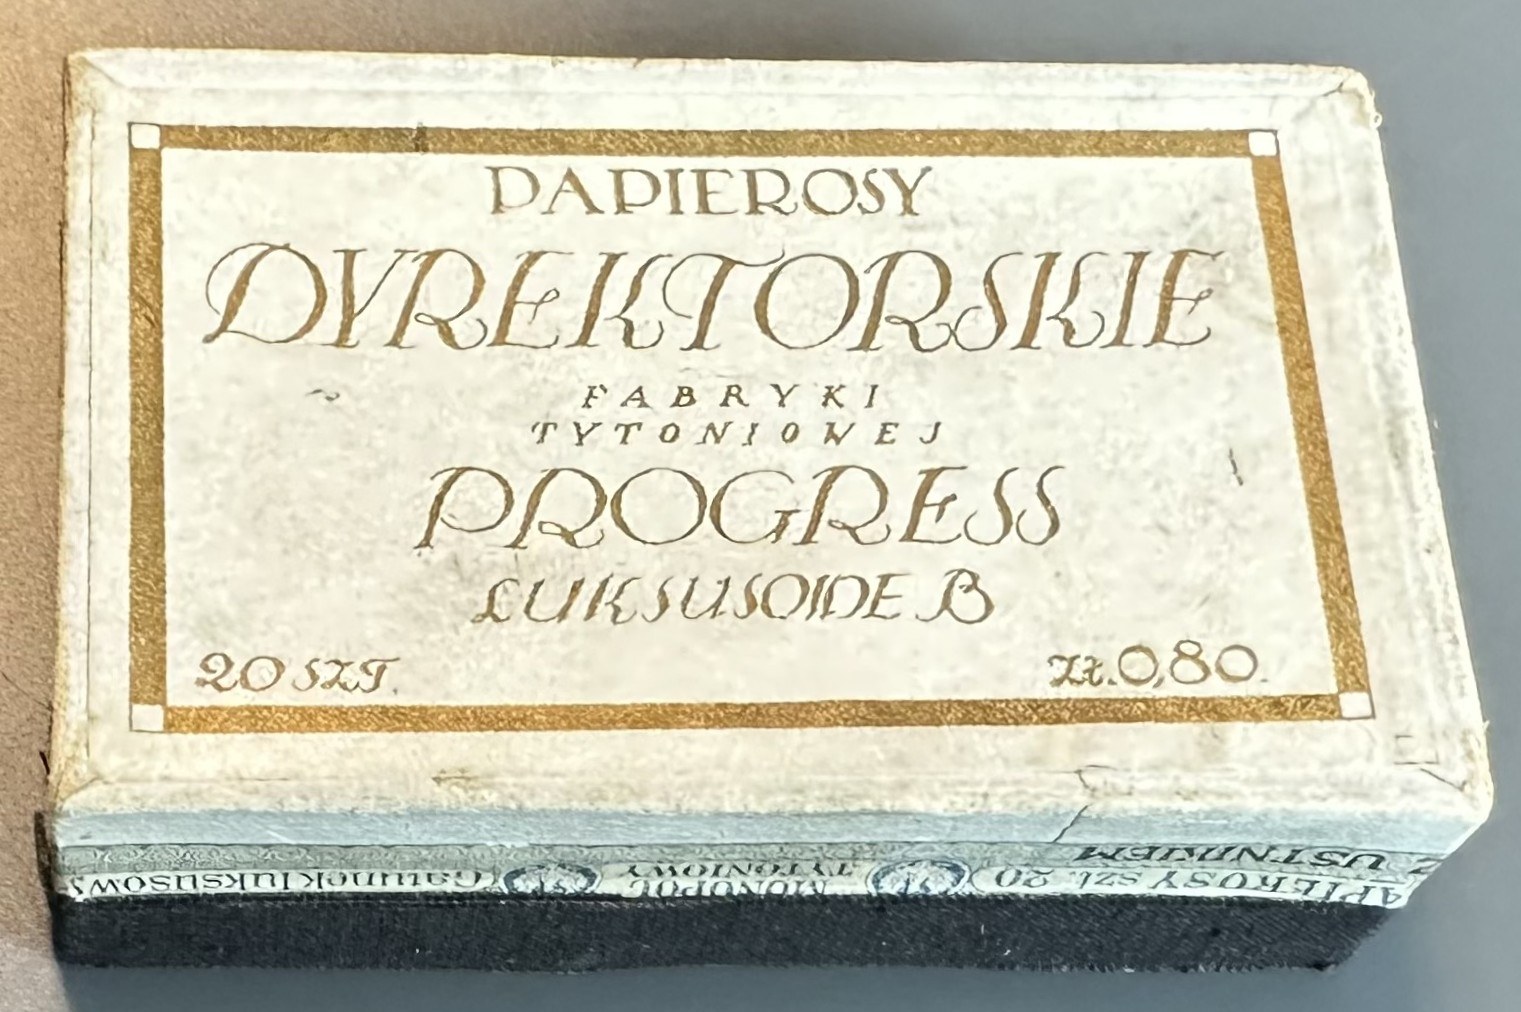 PAPIEROSY
DYREKTORSKIE
FABRYKI
TYTONIOWEJ
PROGRESS
LUKSUSOWE B
20 SZT
Zł. 0,80.
USTNIKIEM
PAPIEROSY szt. 20
MONOPOL
TYTONIOWY
Gatunek luksusowy